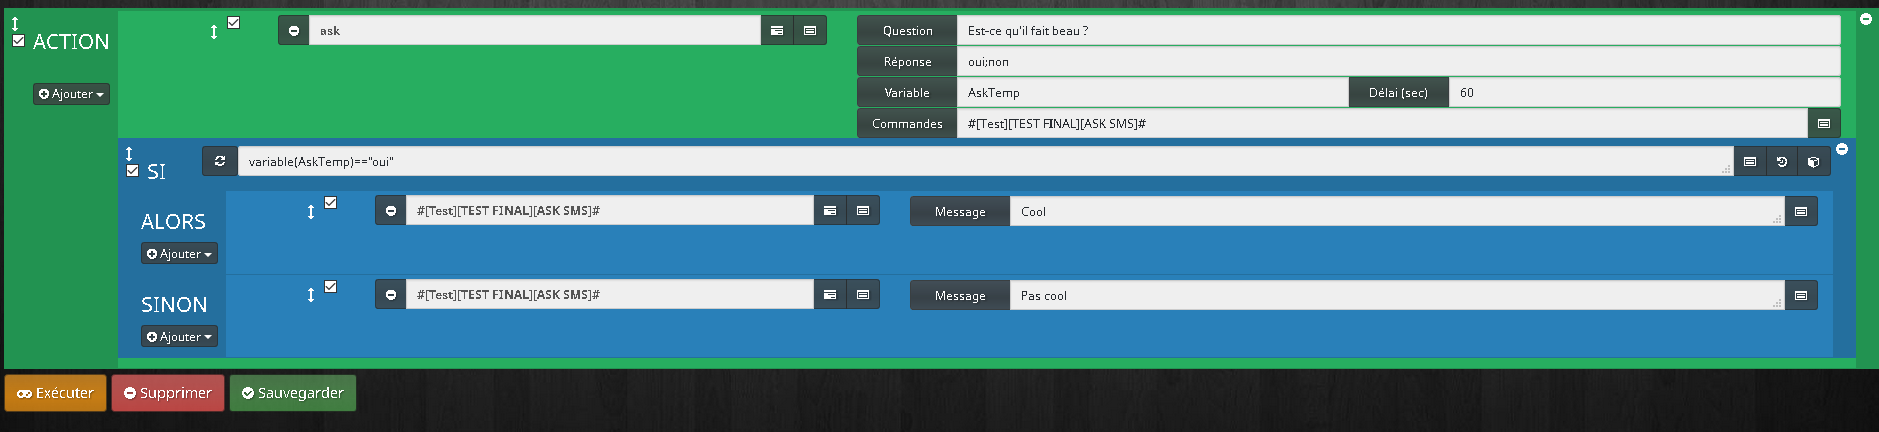 ACTION
Ajouter
ask
Question Est-ce qu'il fait beau ?
Réponse oui;non
Variable AskTemp Délai (sec) 60
Commandes #[Test][TEST FINAL][ASK SMS]#
SI variable(AskTemp)=="oui"
ALORS #[Test][TEST FINAL][ASK SMS]# Message Cool
Ajouter
SINON #[Test][TEST FINAL][ASK SMS]# Message Pas cool
Ajouter
Exécuter Supprimer Sauvegarder